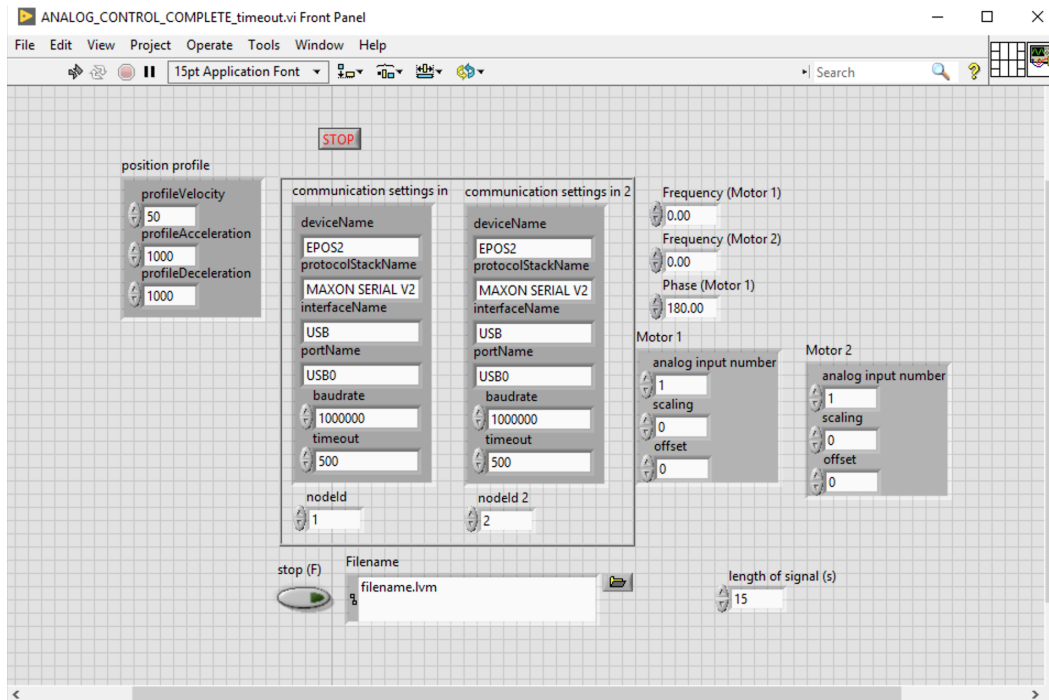 ANALOG_CONTROL_COMPLETE_timeout.vi Front Panel
File Edit View Project Operate Tools Window Help
15pt Application Font
Search
STOP
position profile
profileVelocity
50
profileAcceleration
1000
profileDeceleration
1000
communication settings in
deviceName
EPOS2
protocolStackName
MAXON SERIAL V2
interfaceName
USB
portName
USB0
baudrate
1000000
timeout
500
nodeId
1
communication settings in 2
deviceName
EPOS2
protocolStackName
MAXON SERIAL V2
interfaceName
USB
portName
USB0
baudrate
1000000
timeout
500
nodeId 2
2
Frequency (Motor 1)
0.00
Frequency (Motor 2)
0.00
Phase (Motor 1)
180.00
Motor 1
analog input number
1
scaling
0
offset
0
Motor 2
analog input number
1
scaling
0
offset
0
stop (F)
Filename
filename.lvm
length of signal (s)
15